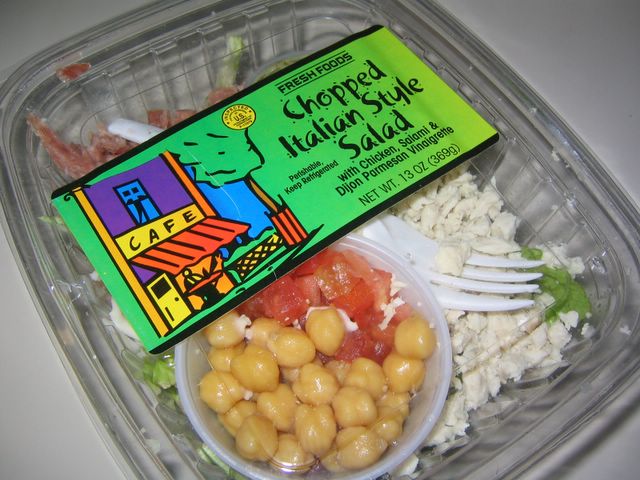 FRESH FOODS
Chopped
Italian Style
Salad
with Chicken, Salami &
Dijon Parmesan Vinaigrette
NET WT. 13 OZ (369g)
Perishable,
Keep Refrigerated
U.S.
CAFE